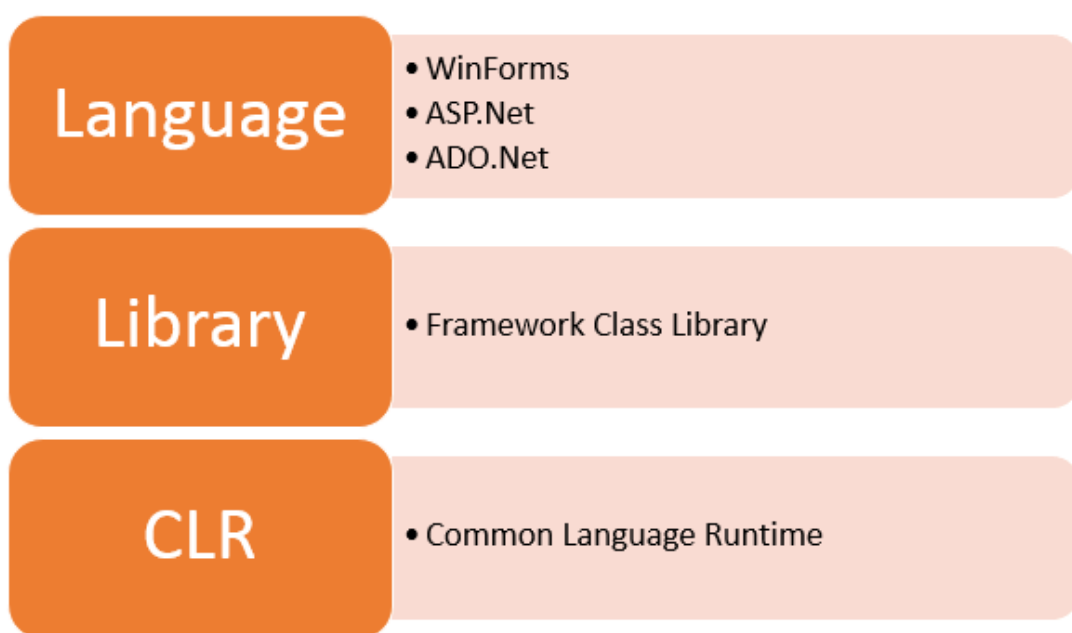 Language
• WinForms
• ASP.Net
• ADO.Net
Library
• Framework Class Library
CLR
• Common Language Runtime